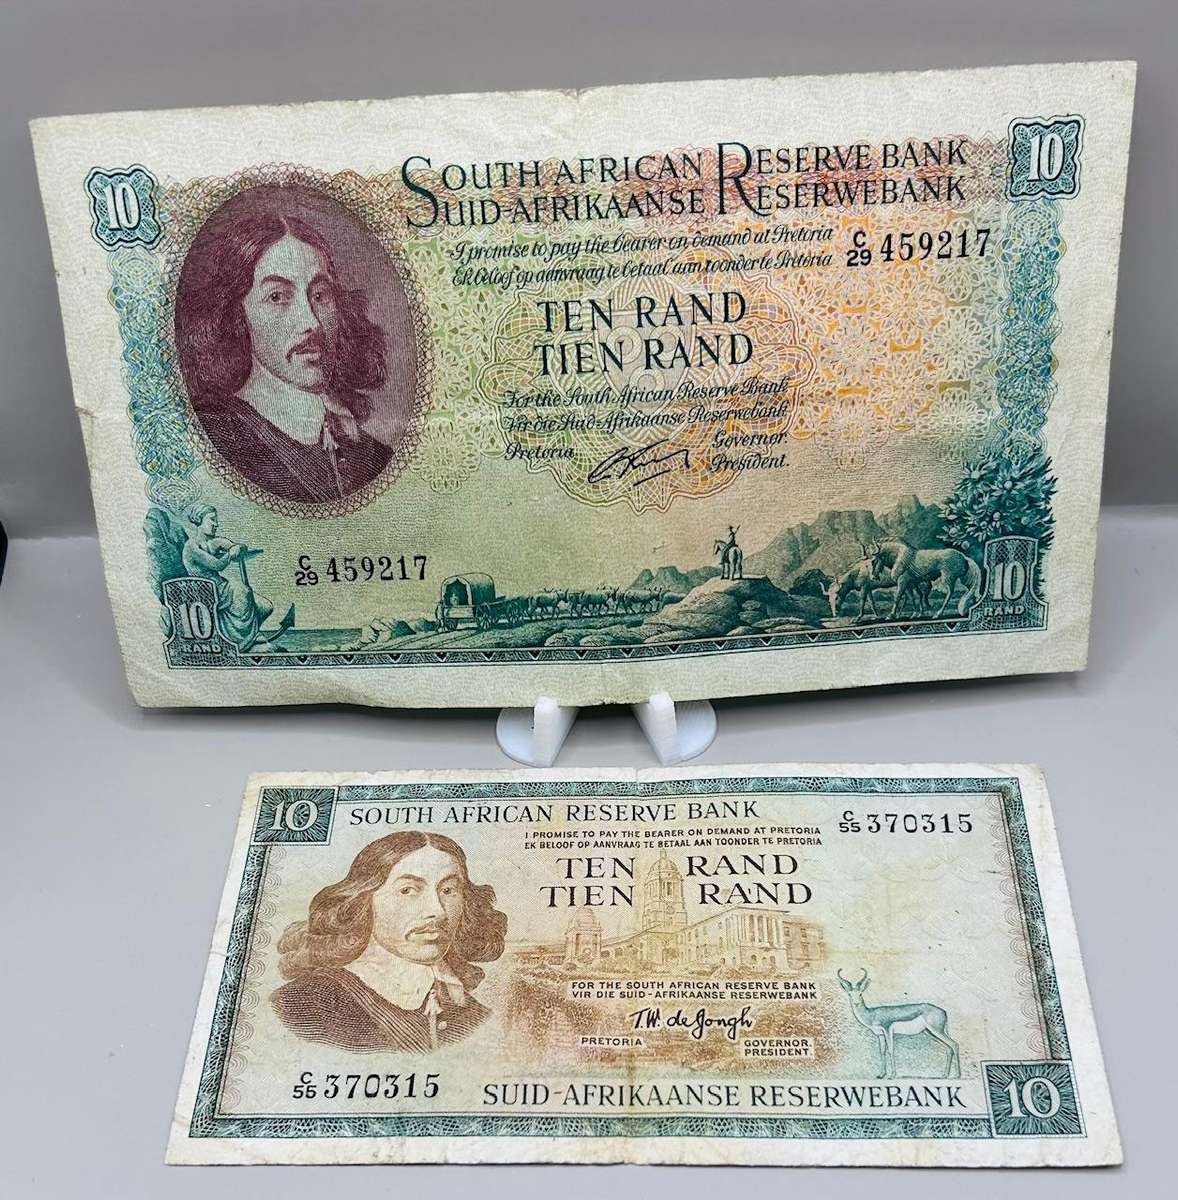 10
SOUTH AFRICAN RESERVE BANK
SUID-AFRIKAANSE RESERWEBANK
10
I promise to pay the bearer on demand at Pretoria
Ek beloof op aanvraag te betaal aan toonder te Pretoria
C/29 459217
TEN RAND
TIEN RAND
For the South African Reserve Bank
Vir die Suid-Afrikaanse Reserwebank
Pretoria
Governor.
President.
C/29 459217
10
RAND
10
RAND
10
SOUTH AFRICAN RESERVE BANK
I PROMISE TO PAY THE BEARER ON DEMAND AT PRETORIA
EK BELOOF OP AANVRAAG TE BETAAL AAN TOONDER TE PRETORIA
C/55 370315
TEN RAND
TIEN RAND
FOR THE SOUTH AFRICAN RESERVE BANK
VIR DIE SUID-AFRIKAANSE RESERWEBANK
T.W. de Jongh
PRETORIA
GOVERNOR.
PRESIDENT.
C/55 370315
SUID-AFRIKAANSE RESERWEBANK
10